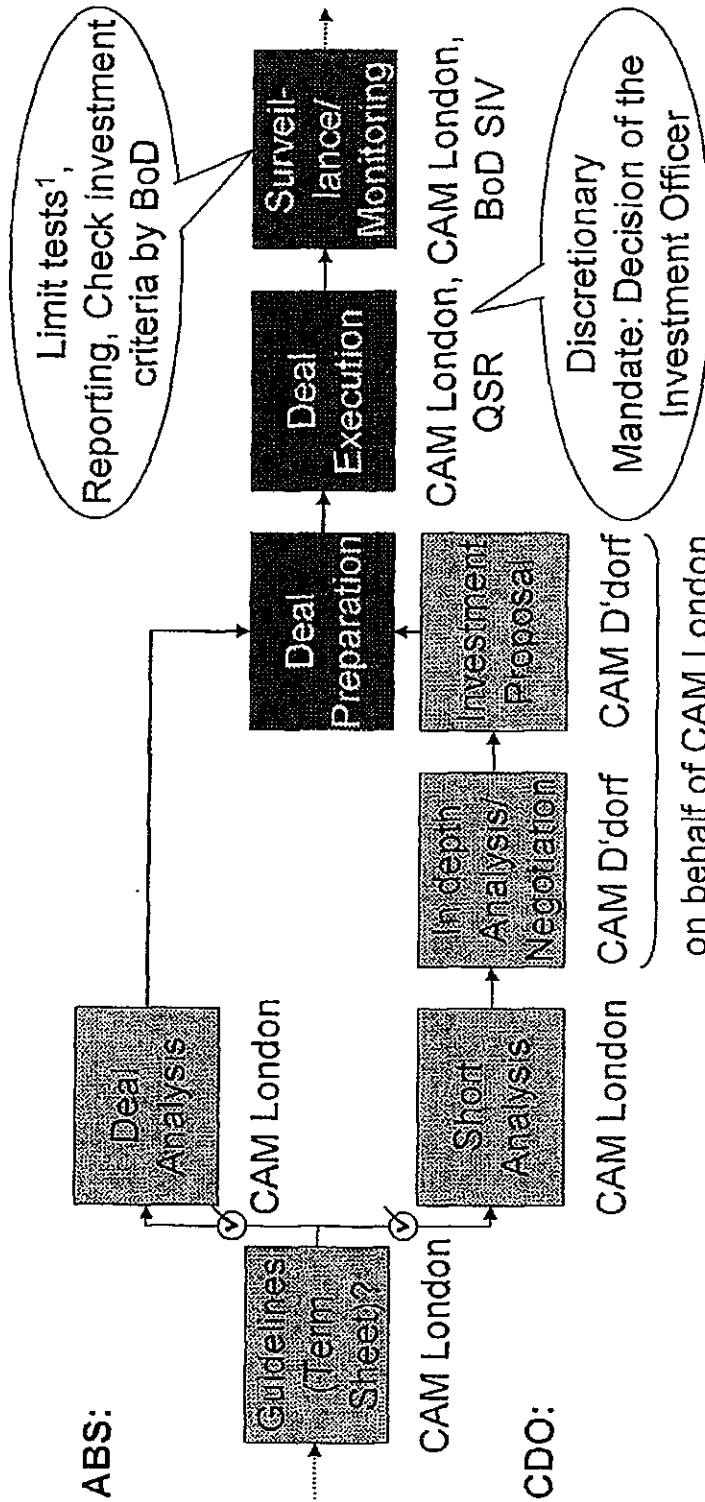 ABS:
Guidelines
(Term
Sheet)?
CAM London
Deal
Analysis
CAM London
CDO:
Short
Analysis
CAM London
In depth
Analysis/
Negotiation
CAM D'dorf
Investment
Proposal
CAM D'dorf
on behalf of CAM London
Deal
Preparation
Deal
Execution
CAM London,
QSR
Surveil-
lance/
Monitoring
CAM London,
BoD SIV
Limit tests¹,
Reporting, Check investment
criteria by BoD
Discretionary
Mandate: Decision of the
Investment Officer